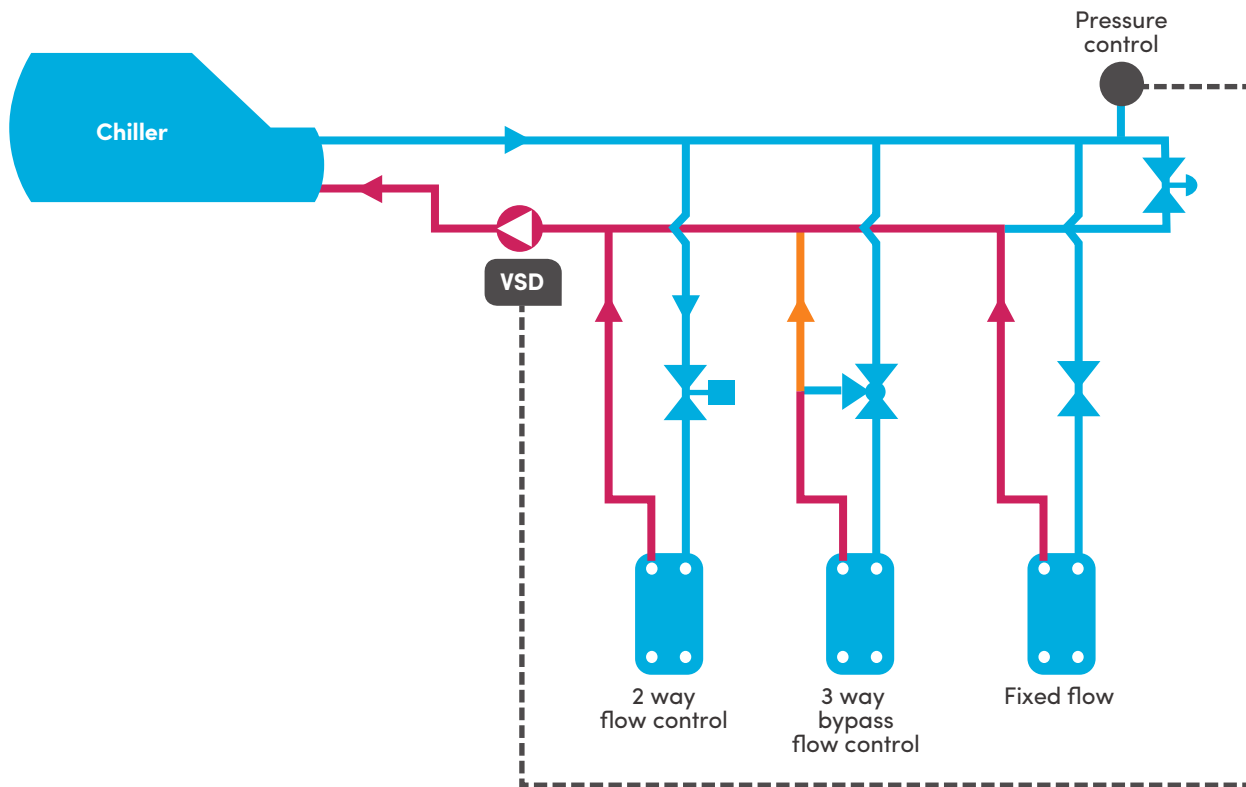 Pressure
control
Chiller
VSD
2 way
flow control
3 way
bypass
flow control
Fixed flow